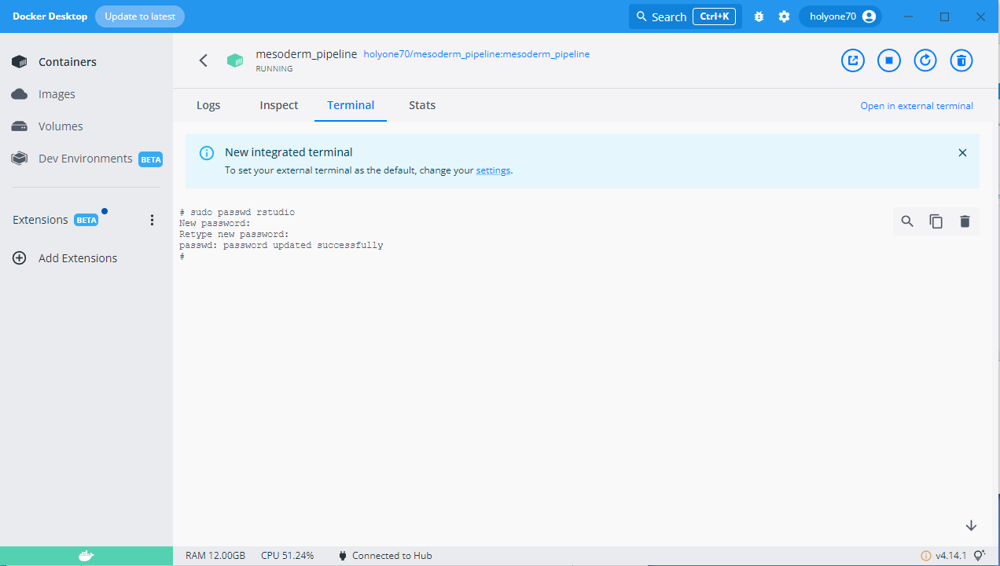 Docker Desktop Update to latest Search Ctrl+K holyone70
Containers
Images
Volumes
Dev Environments BETA
Extensions BETA
Add Extensions
mesoderm_pipeline holyone70/mesoderm_pipeline:mesoderm_pipeline
RUNNING
Logs Inspect Terminal Stats Open in external terminal
New integrated terminal
To set your external terminal as the default, change your settings.
# sudo passwd rstudio
New password:
Retype new password:
passwd: password updated successfully
#
RAM 12.00GB CPU 51.24% Connected to Hub v4.14.1